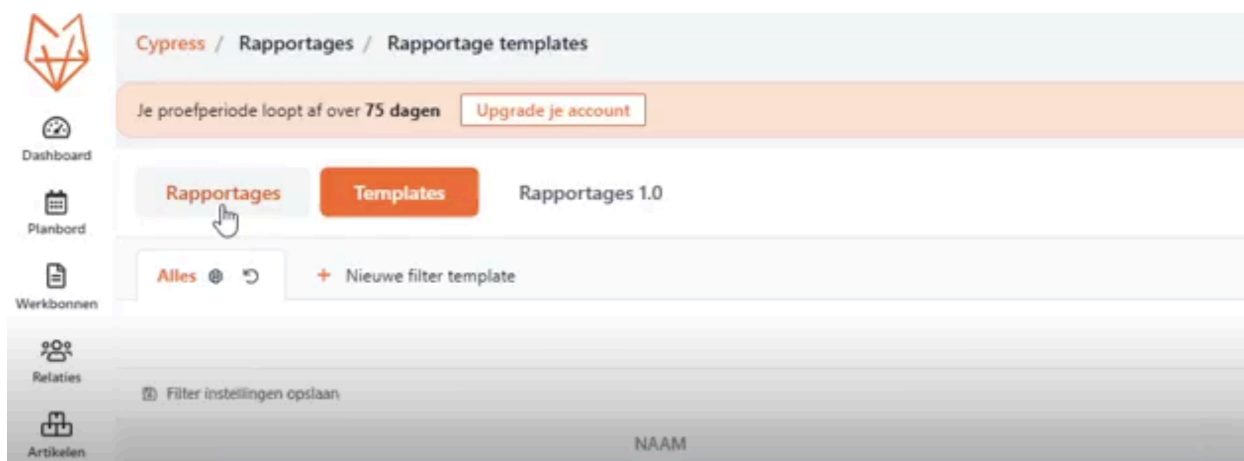 Cypress / Rapportages / Rapportage templates
Je proefperiode loopt af over 75 dagen Upgrade je account
Dashboard
Rapportages Templates Rapportages 1.0
Planbord
Alles + Nieuwe filter template
Werkbonnen
Relaties
Filter instellingen opslaan
Artikelen
NAAM